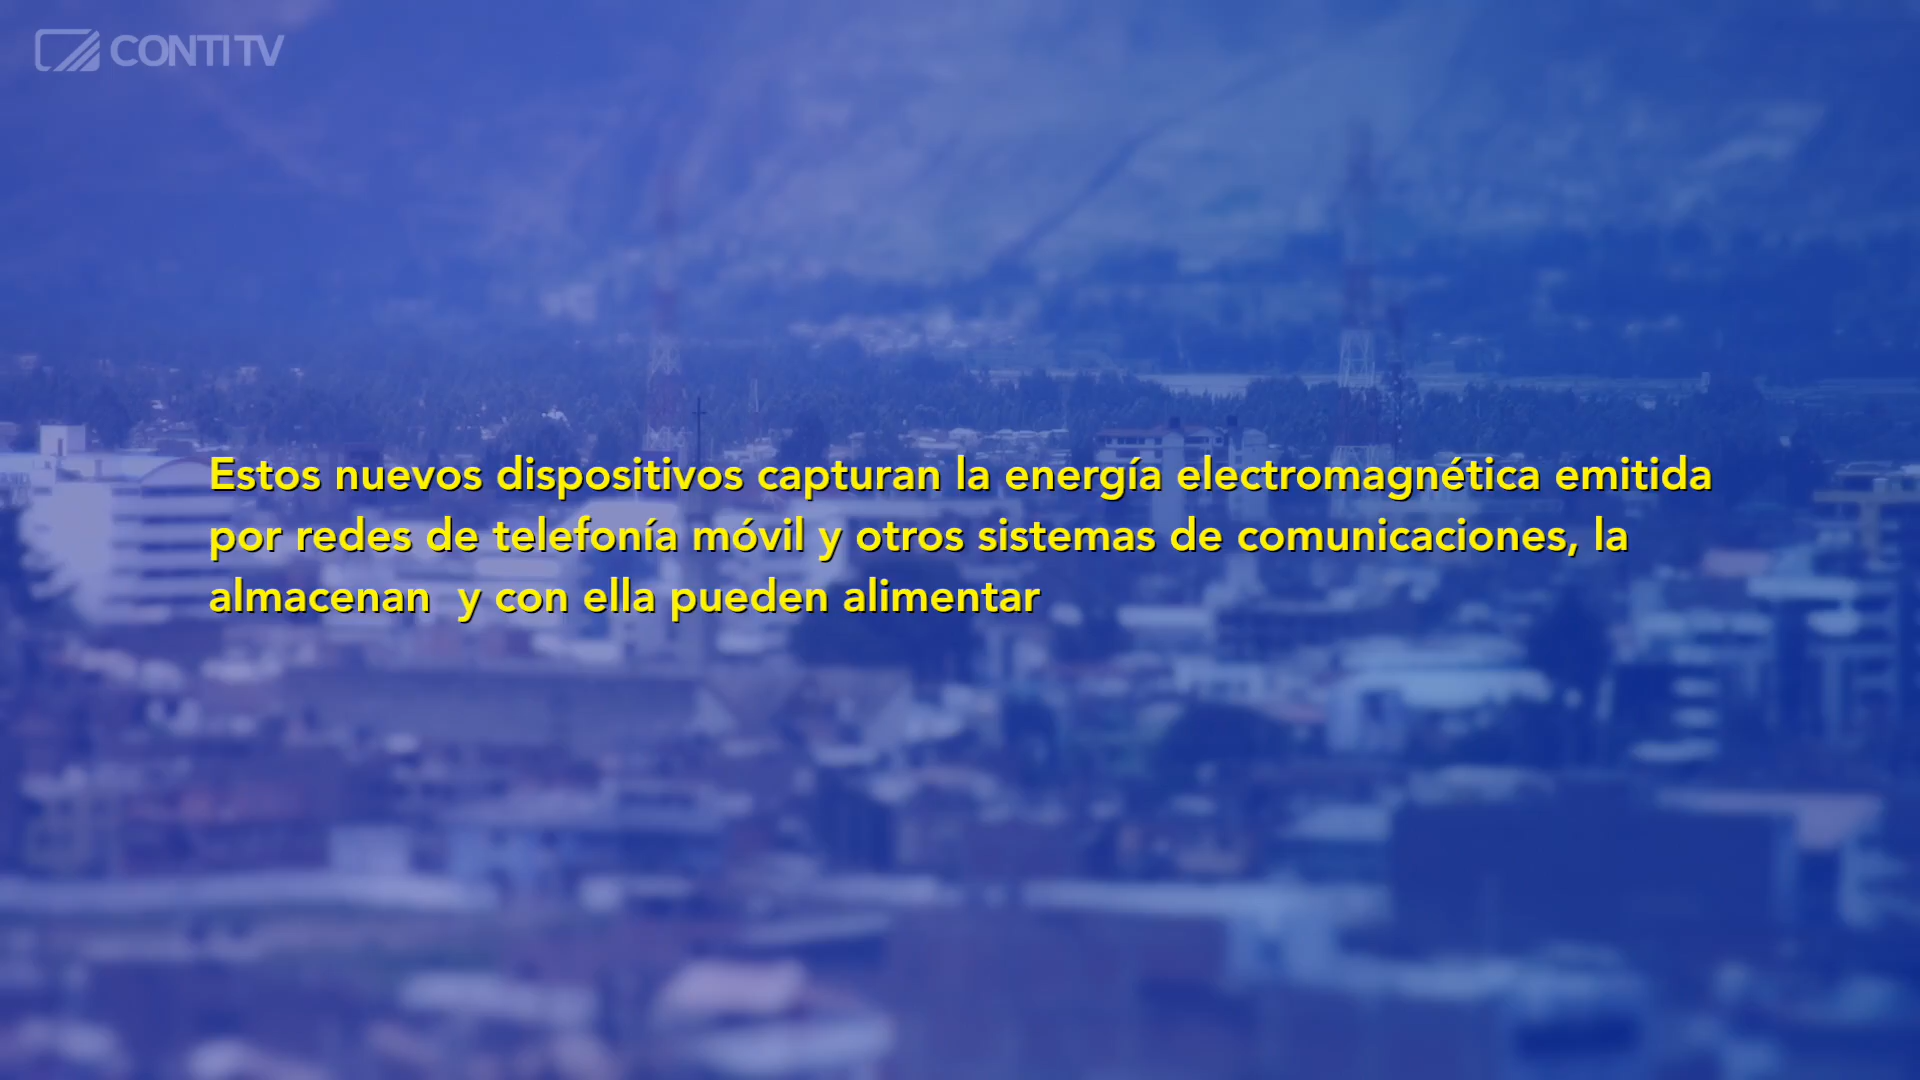 CONTI TV
Estos nuevos dispositivos capturan la energía electromagnética emitida
por redes de telefonía móvil y otros sistemas de comunicaciones, la
almacenan  y con ella pueden alimentar